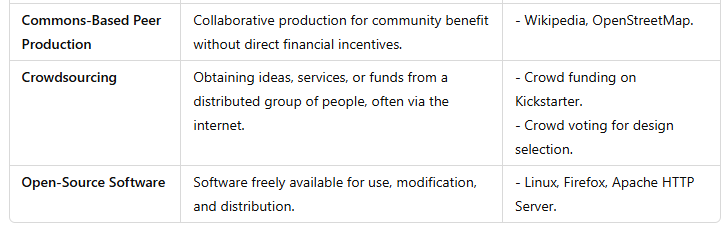 Commons-Based Peer
Production
Collaborative production for community benefit
without direct financial incentives.
- Wikipedia, OpenStreetMap.
Crowdsourcing
Obtaining ideas, services, or funds from a
distributed group of people, often via the
internet.
- Crowd funding on
Kickstarter.
- Crowd voting for design
selection.
Open-Source Software
Software freely available for use, modification,
and distribution.
- Linux, Firefox, Apache HTTP
Server.